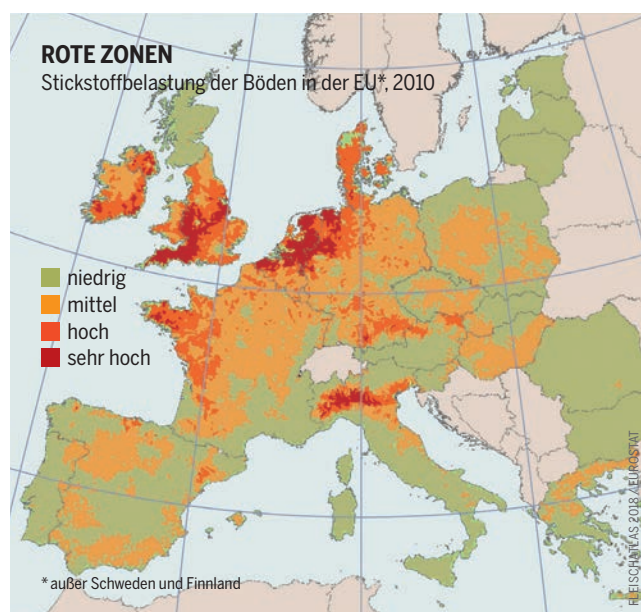 ROTE ZONEN
Stickstoffbelastung der Böden in der EU*, 2010
niedrig
mittel
hoch
sehr hoch
* außer Schweden und Finnland
FLEISCHATLAS 2018 / EUROSTAT